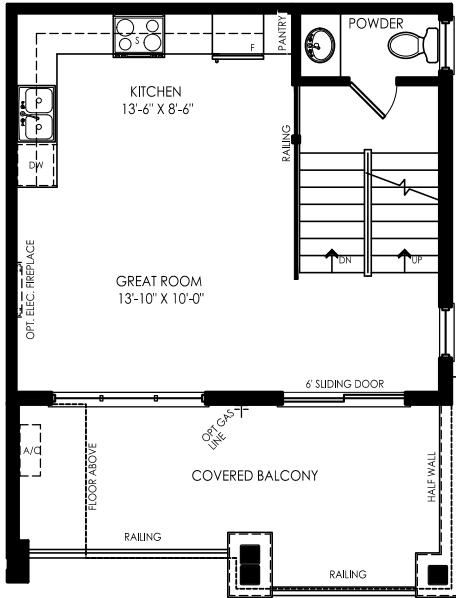 POWDER
PANTRY
S
F
KITCHEN
13'-6" X 8'-6"
RAILING
DW
DN
UP
OPT. ELEC. FIREPLACE
GREAT ROOM
13'-10" X 10'-0"
6' SLIDING DOOR
OPT GAS
LINE
A/C
FLOOR ABOVE
COVERED BALCONY
HALF WALL
RAILING
RAILING